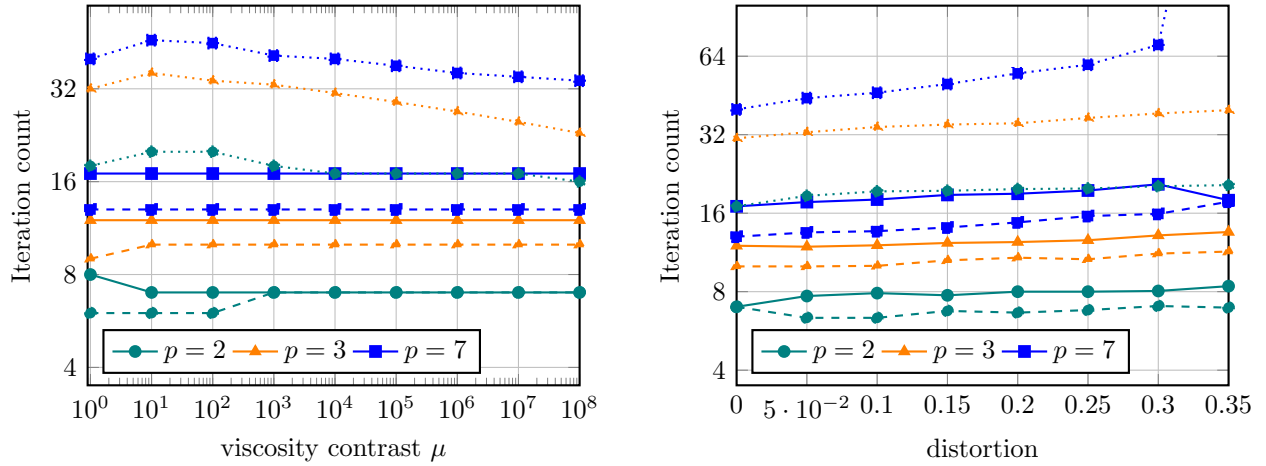 32
16
8
4
Iteration count
p = 2 p = 3 p = 7
10^0 10^1 10^2 10^3 10^4 10^5 10^6 10^7 10^8
viscosity contrast μ
64
32
16
8
4
Iteration count
p = 2 p = 3 p = 7
0 5 · 10^−2 0.1 0.15 0.2 0.25 0.3 0.35
distortion